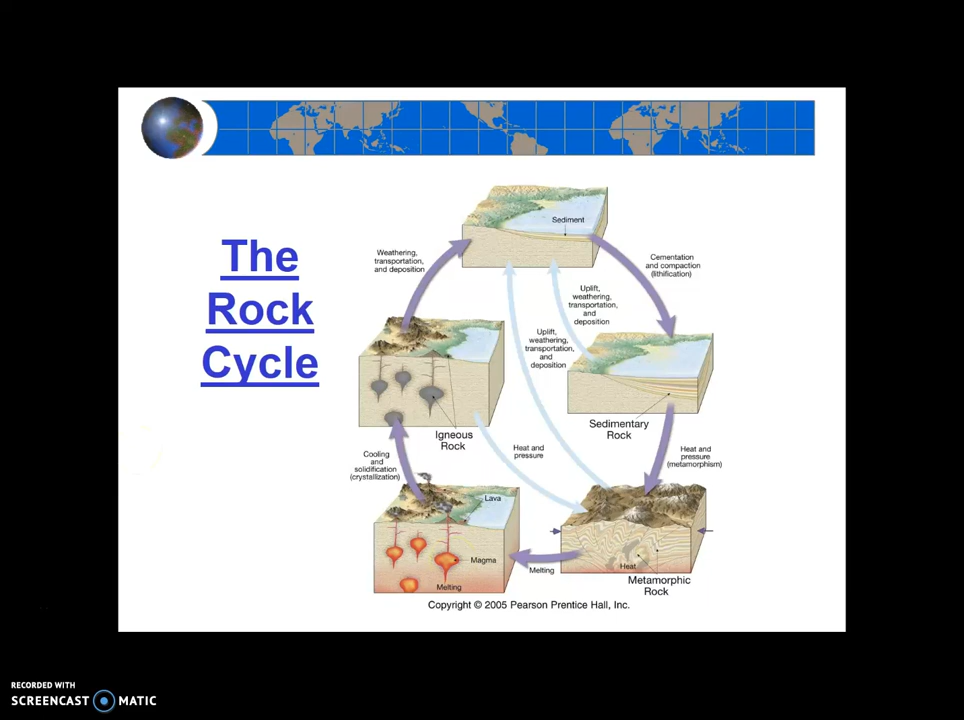 The
Rock
Cycle
Sediment
Weathering,
transportation,
and deposition
Cementation
and compaction
(lithification)
Uplift,
weathering,
transportation,
and
deposition
Uplift,
weathering,
transportation,
and
deposition
Sedimentary
Rock
Igneous
Rock
Heat and
pressure
Heat and
pressure
(metamorphism)
Cooling
and
solidification
(crystallization)
Lava
Magma
Melting
Melting
Heat
Metamorphic
Rock
Copyright © 2005 Pearson Prentice Hall, Inc.
RECORDED WITH
SCREENCAST MATIC